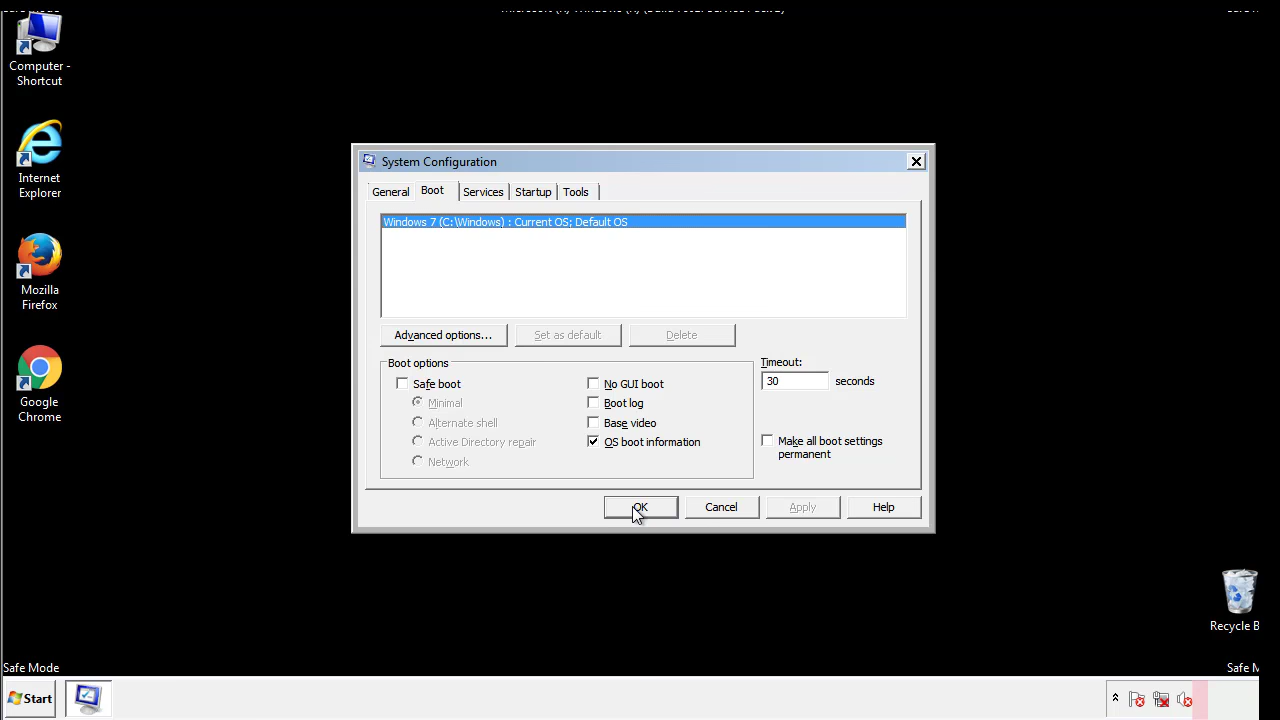 Computer -
Shortcut
Internet
Explorer
Mozilla
Firefox
Google
Chrome
System Configuration
General
Boot
Services
Startup
Tools
Windows 7 (C:\Windows) : Current OS; Default OS
Advanced options...
Set as default
Delete
Boot options
Safe boot
Minimal
Alternate shell
Active Directory repair
Network
No GUI boot
Boot log
Base video
OS boot information
Timeout:
30
seconds
Make all boot settings
permanent
OK
Cancel
Apply
Help
Recycle B
Safe Mode
Safe M
Start